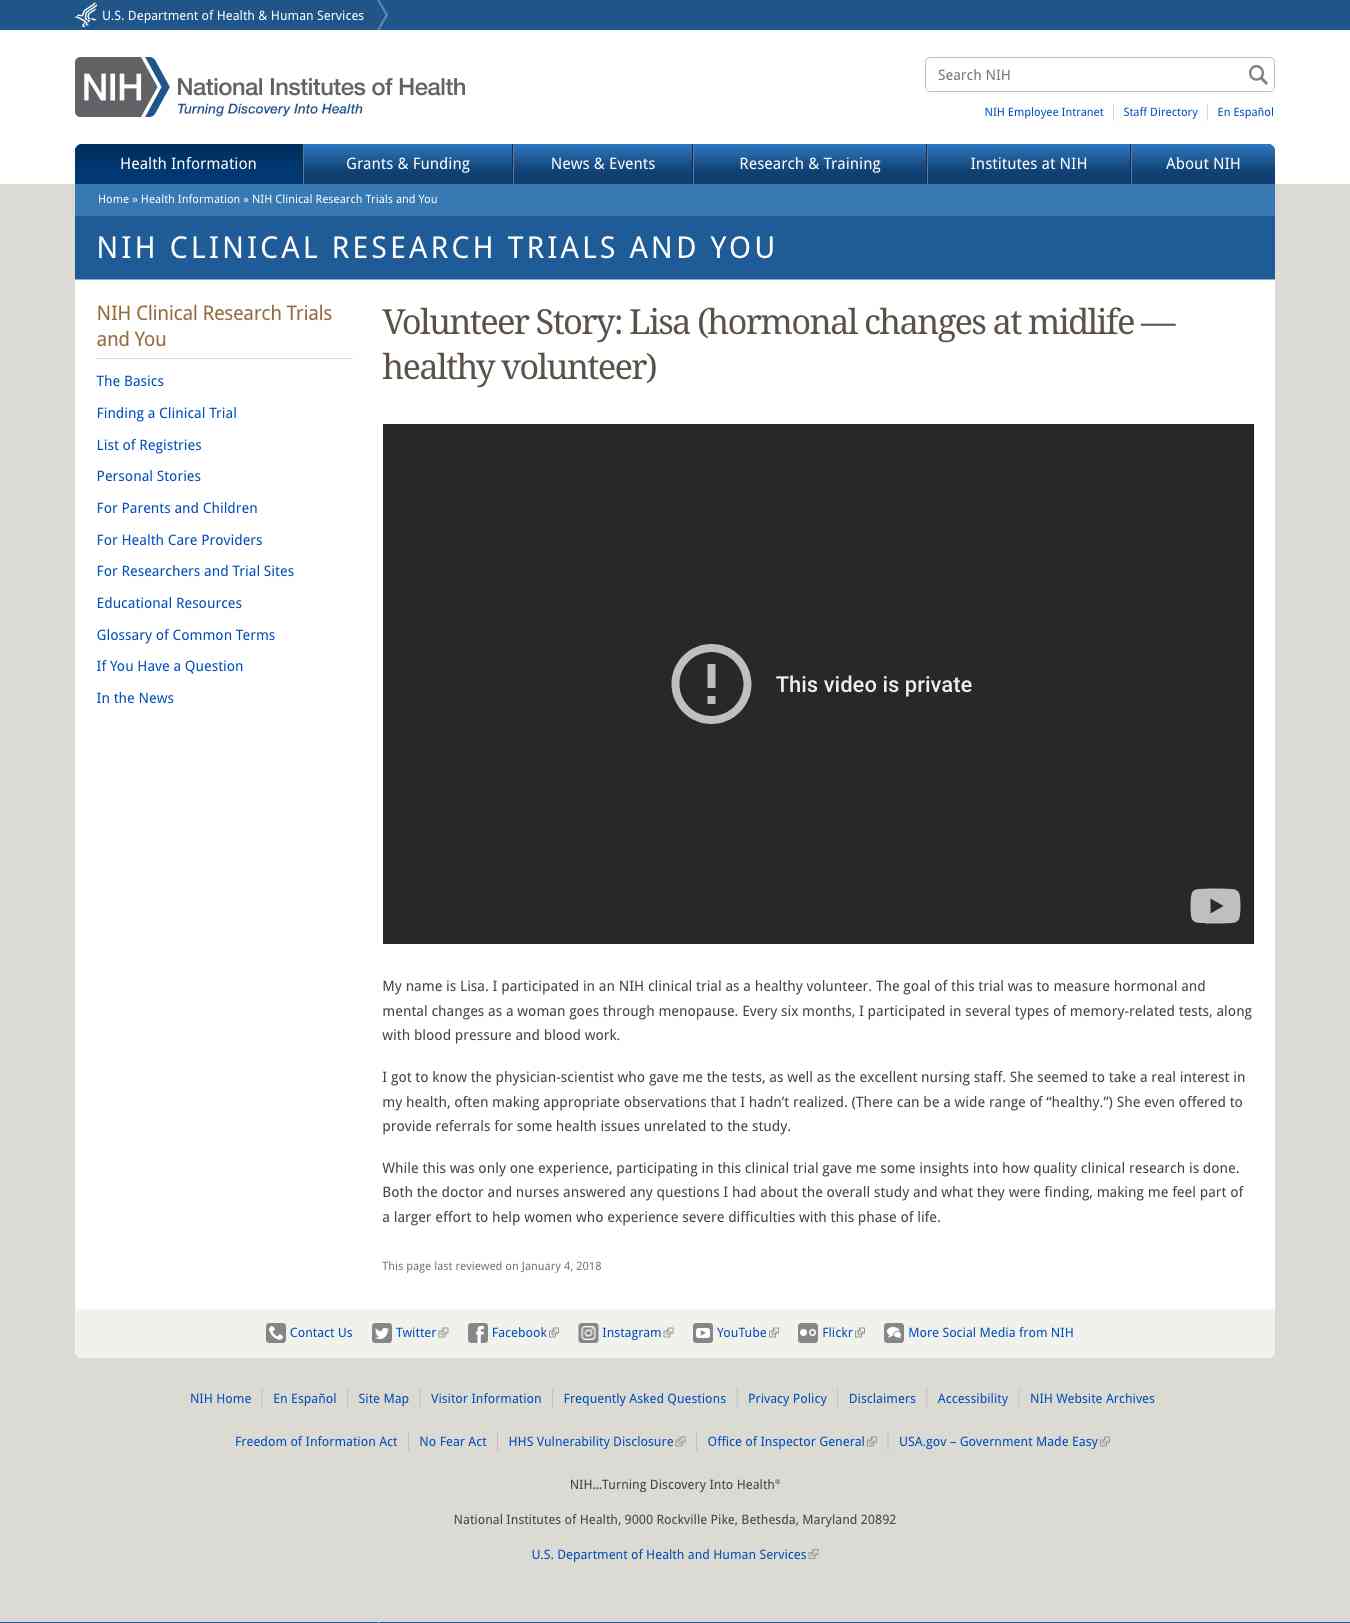 U.S. Department of Health & Human Services
NIH National Institutes of Health
Turning Discovery Into Health
Search NIH
NIH Employee Intranet Staff Directory En Español
Health Information Grants & Funding News & Events Research & Training Institutes at NIH About NIH
Home » Health Information » NIH Clinical Research Trials and You
NIH CLINICAL RESEARCH TRIALS AND YOU
NIH Clinical Research Trials
and You
The Basics
Finding a Clinical Trial
List of Registries
Personal Stories
For Parents and Children
For Health Care Providers
For Researchers and Trial Sites
Educational Resources
Glossary of Common Terms
If You Have a Question
In the News
Volunteer Story: Lisa (hormonal changes at midlife —
healthy volunteer)
This video is private
My name is Lisa. I participated in an NIH clinical trial as a healthy volunteer. The goal of this trial was to measure hormonal and
mental changes as a woman goes through menopause. Every six months, I participated in several types of memory-related tests, along
with blood pressure and blood work.
I got to know the physician-scientist who gave me the tests, as well as the excellent nursing staff. She seemed to take a real interest in
my health, often making appropriate observations that I hadn’t realized. (There can be a wide range of “healthy.”) She even offered to
provide referrals for some health issues unrelated to the study.
While this was only one experience, participating in this clinical trial gave me some insights into how quality clinical research is done.
Both the doctor and nurses answered any questions I had about the overall study and what they were finding, making me feel part of
a larger effort to help women who experience severe difficulties with this phase of life.
This page last reviewed on January 4, 2018
Contact Us Twitter Facebook Instagram YouTube Flickr More Social Media from NIH
NIH Home En Español Site Map Visitor Information Frequently Asked Questions Privacy Policy Disclaimers Accessibility NIH Website Archives
Freedom of Information Act No Fear Act HHS Vulnerability Disclosure Office of Inspector General USA.gov – Government Made Easy
NIH…Turning Discovery Into Health®
National Institutes of Health, 9000 Rockville Pike, Bethesda, Maryland 20892
U.S. Department of Health and Human Services